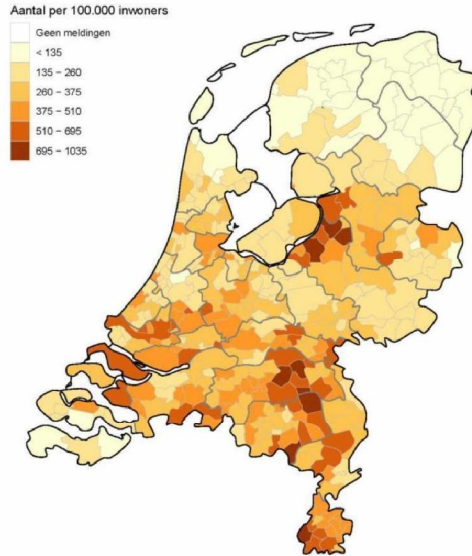 Aantal per 100.000 inwoners
Geen meldingen
< 135
135 – 260
260 – 375
375 – 510
510 – 695
695 – 1035